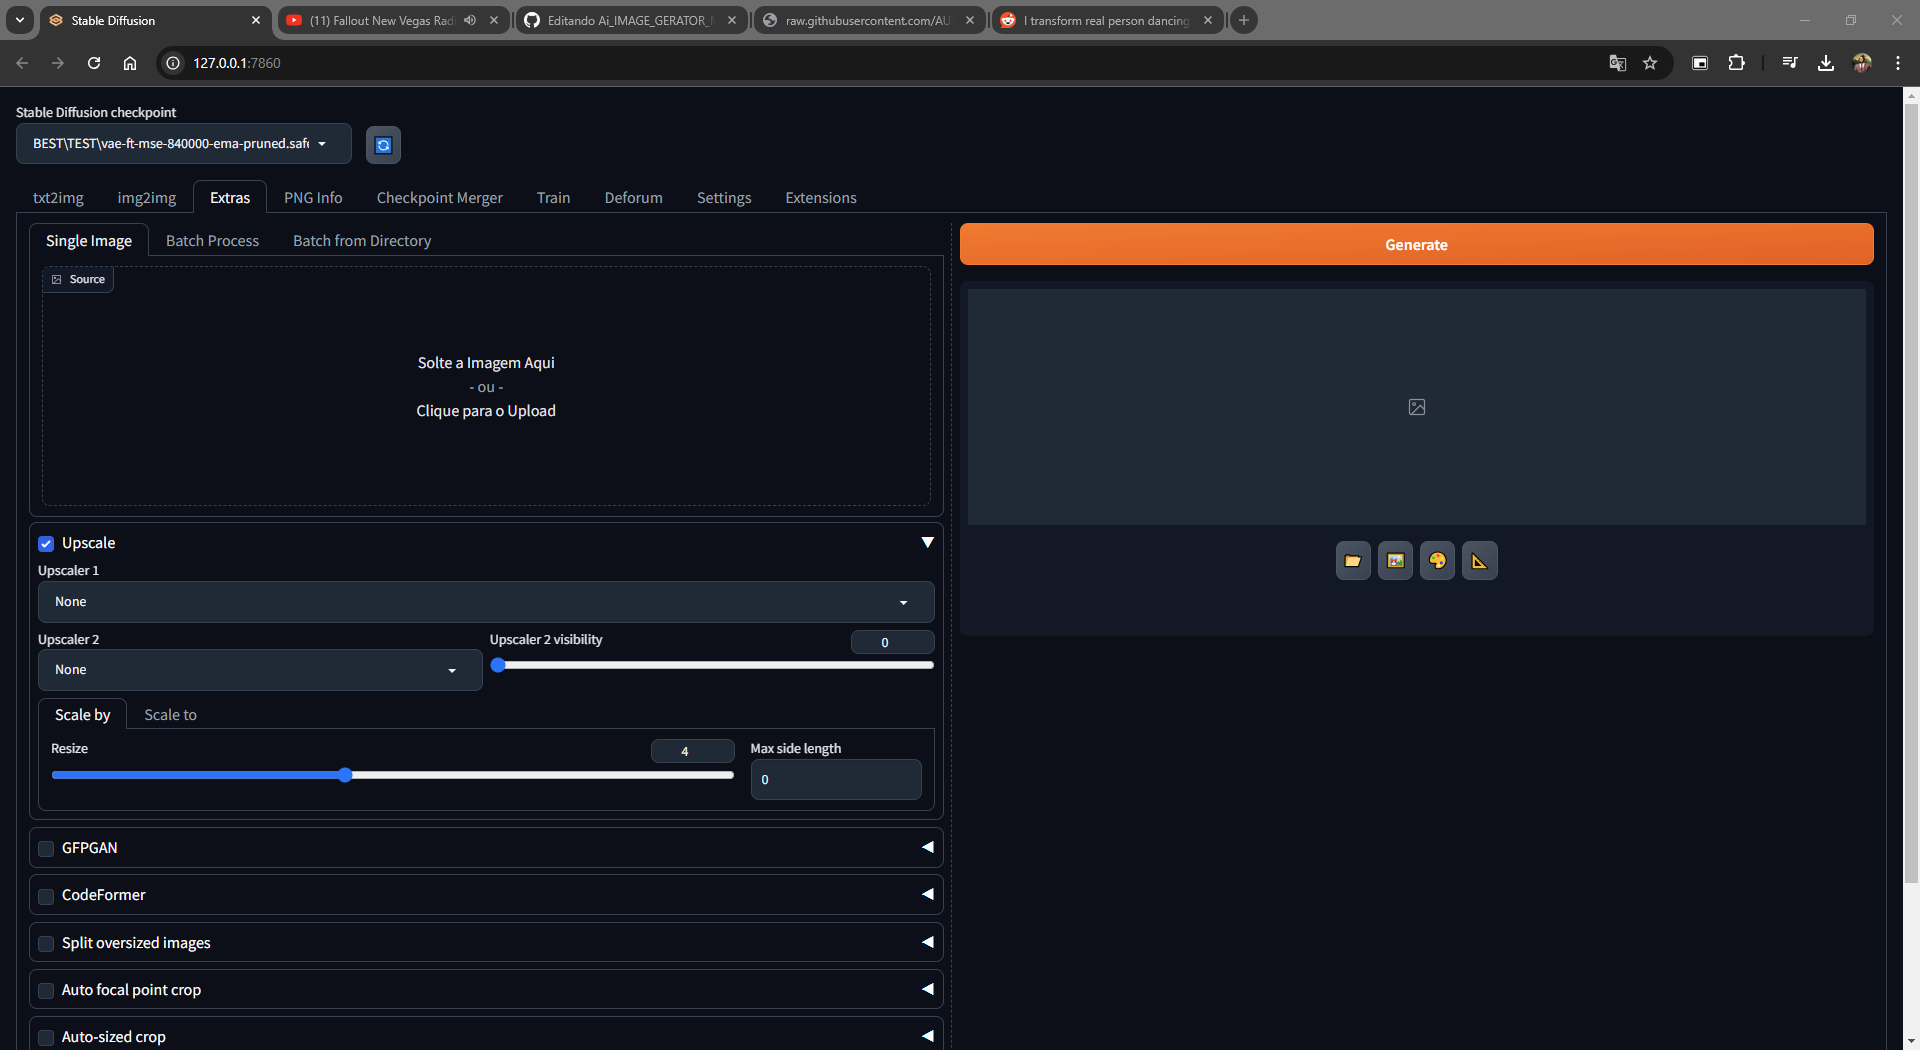 Stable Diffusion
(11) Fallout New Vegas Radi
Editando Ai_IMAGE_GERATOR_
raw.githubusercontent.com/AU
I transform real person dancing
127.0.0.1:7860
Stable Diffusion checkpoint
BEST\TEST\vae-ft-mse-840000-ema-pruned.safe
txt2img
img2img
Extras
PNG Info
Checkpoint Merger
Train
Deforum
Settings
Extensions
Single Image
Batch Process
Batch from Directory
Generate
Source
Solte a Imagem Aqui
- ou -
Clique para o Upload
Upscale
Upscaler 1
None
Upscaler 2
Upscaler 2 visibility
0
None
Scale by
Scale to
Resize
4
Max side length
0
GFPGAN
CodeFormer
Split oversized images
Auto focal point crop
Auto-sized crop